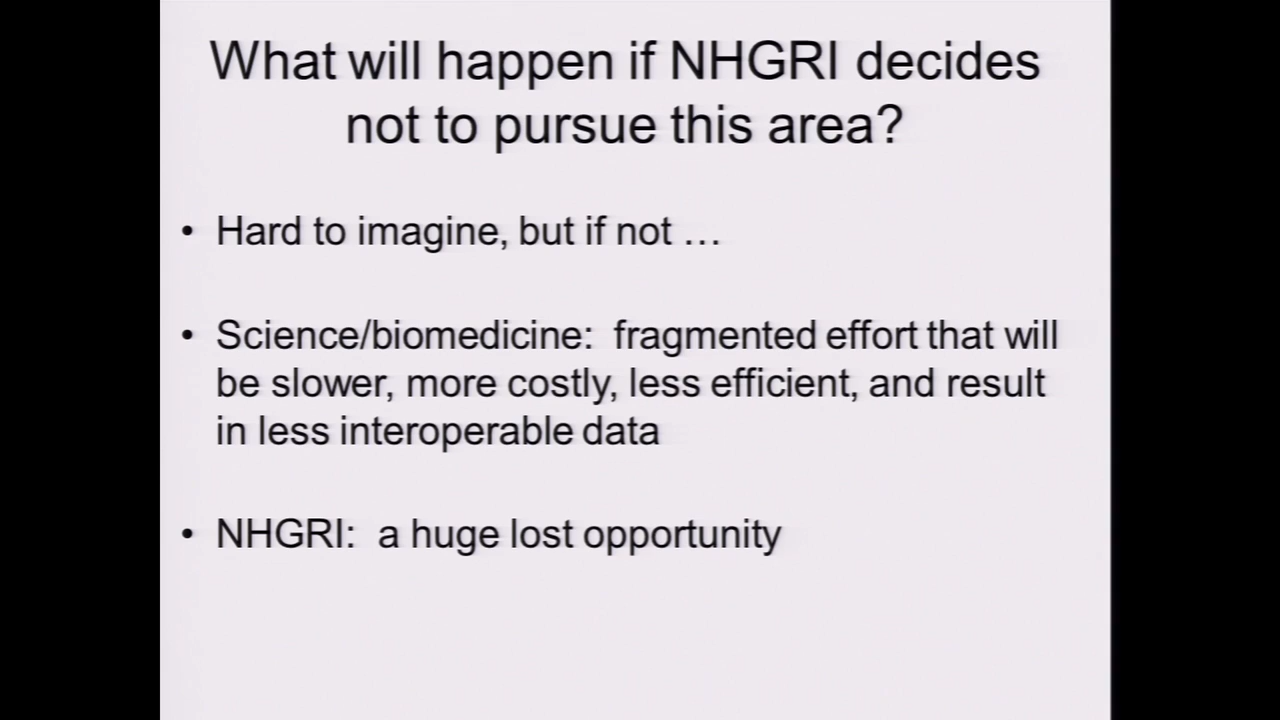 What will happen if NHGRI decides
not to pursue this area?
• Hard to imagine, but if not …
• Science/biomedicine: fragmented effort that will
be slower, more costly, less efficient, and result
in less interoperable data
• NHGRI: a huge lost opportunity